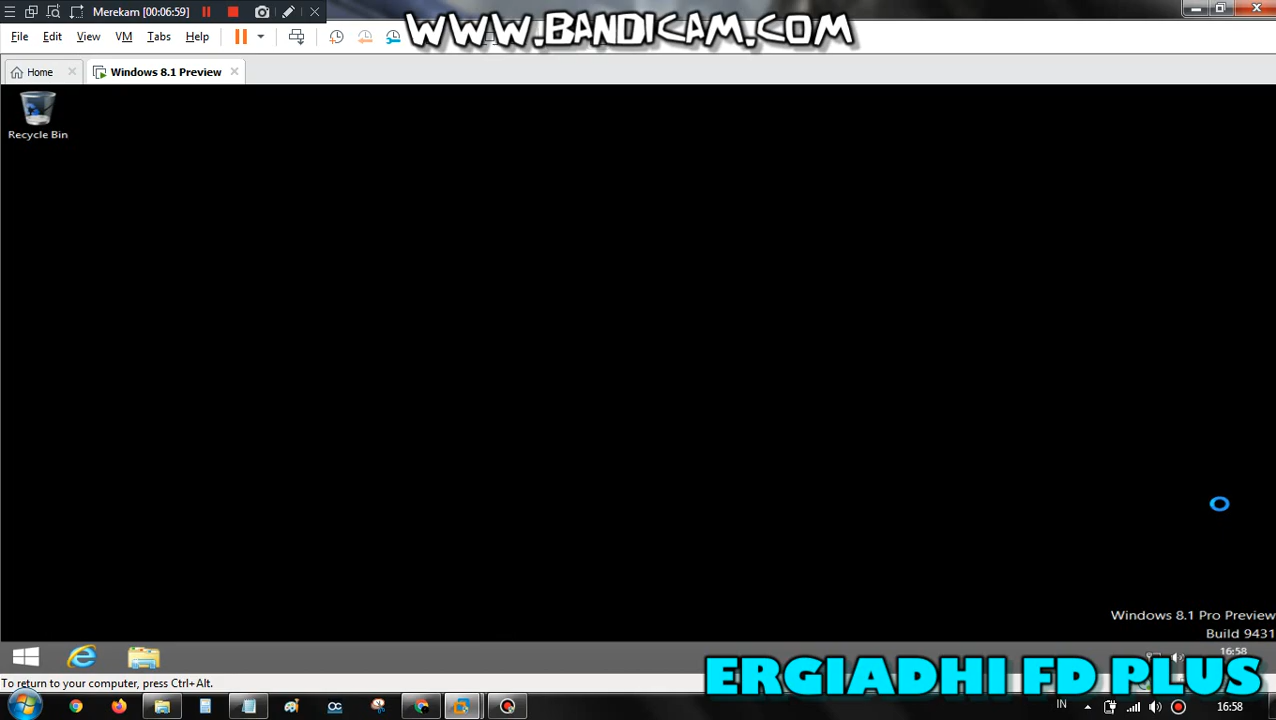 Merekam [00:06:59]
WWW.BANDICAM.COM
File Edit View VM Tabs Help
Home Windows 8.1 Preview
Recycle Bin
Windows 8.1 Pro Preview
Build 9431
16:58
ERGIADHI FD PLUS
To return to your computer, press Ctrl+Alt.
IN 16:58